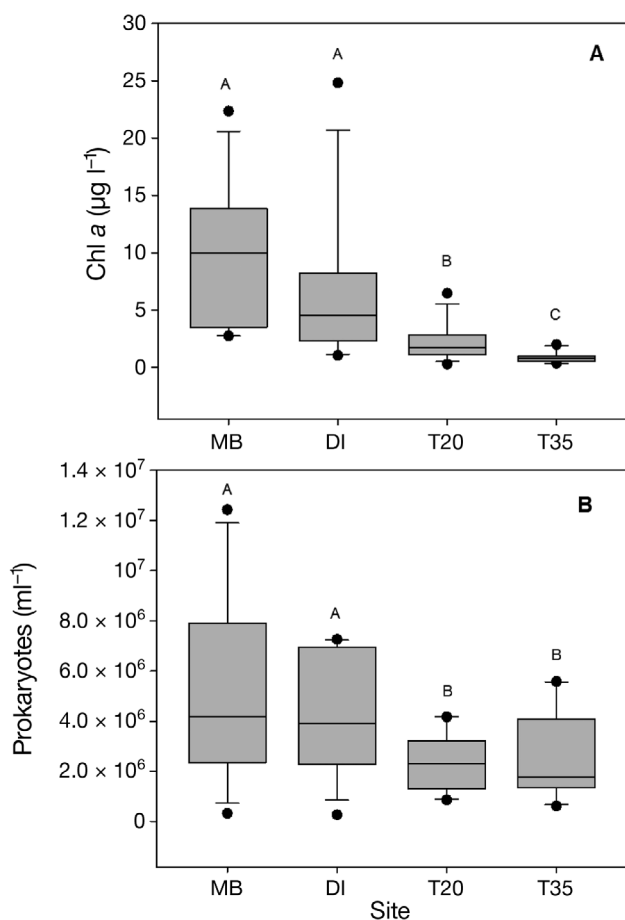 30
A
A
A
25
20
15
B
10
C
5
0
Chl a (µg l⁻¹)
MB DI T20 T35
1.4 × 10⁷
A
B
1.2 × 10⁷
10⁷
A
8.0 × 10⁶
B
B
6.0 × 10⁶
4.0 × 10⁶
2.0 × 10⁶
0
Prokaryotes (ml⁻¹)
MB DI T20 T35
Site